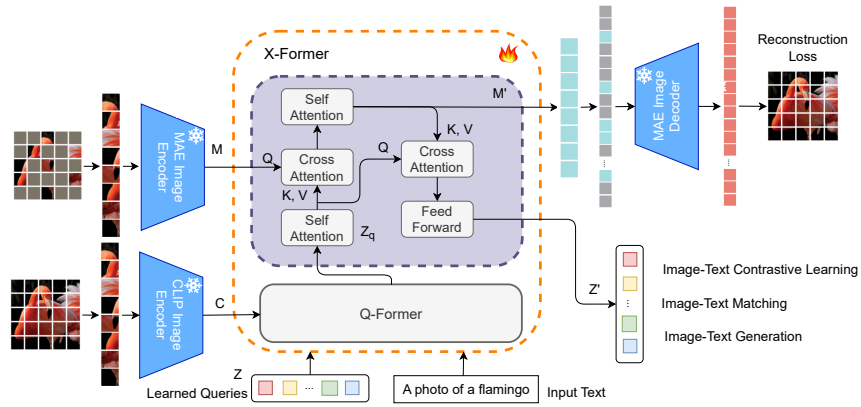 X-Former
Reconstruction
Loss
MAE Image
Encoder
M
Q
Self
Attention
M'
K, V
Q
Cross
Attention
Cross
Attention
K, V
Self
Attention
Z_q
Feed
Forward
MAE Image
Decoder
CLIP Image
Encoder
C
Q-Former
Z'
Image-Text Contrastive Learning
Image-Text Matching
Image-Text Generation
Z
Learned Queries
...
A photo of a flamingo
Input Text